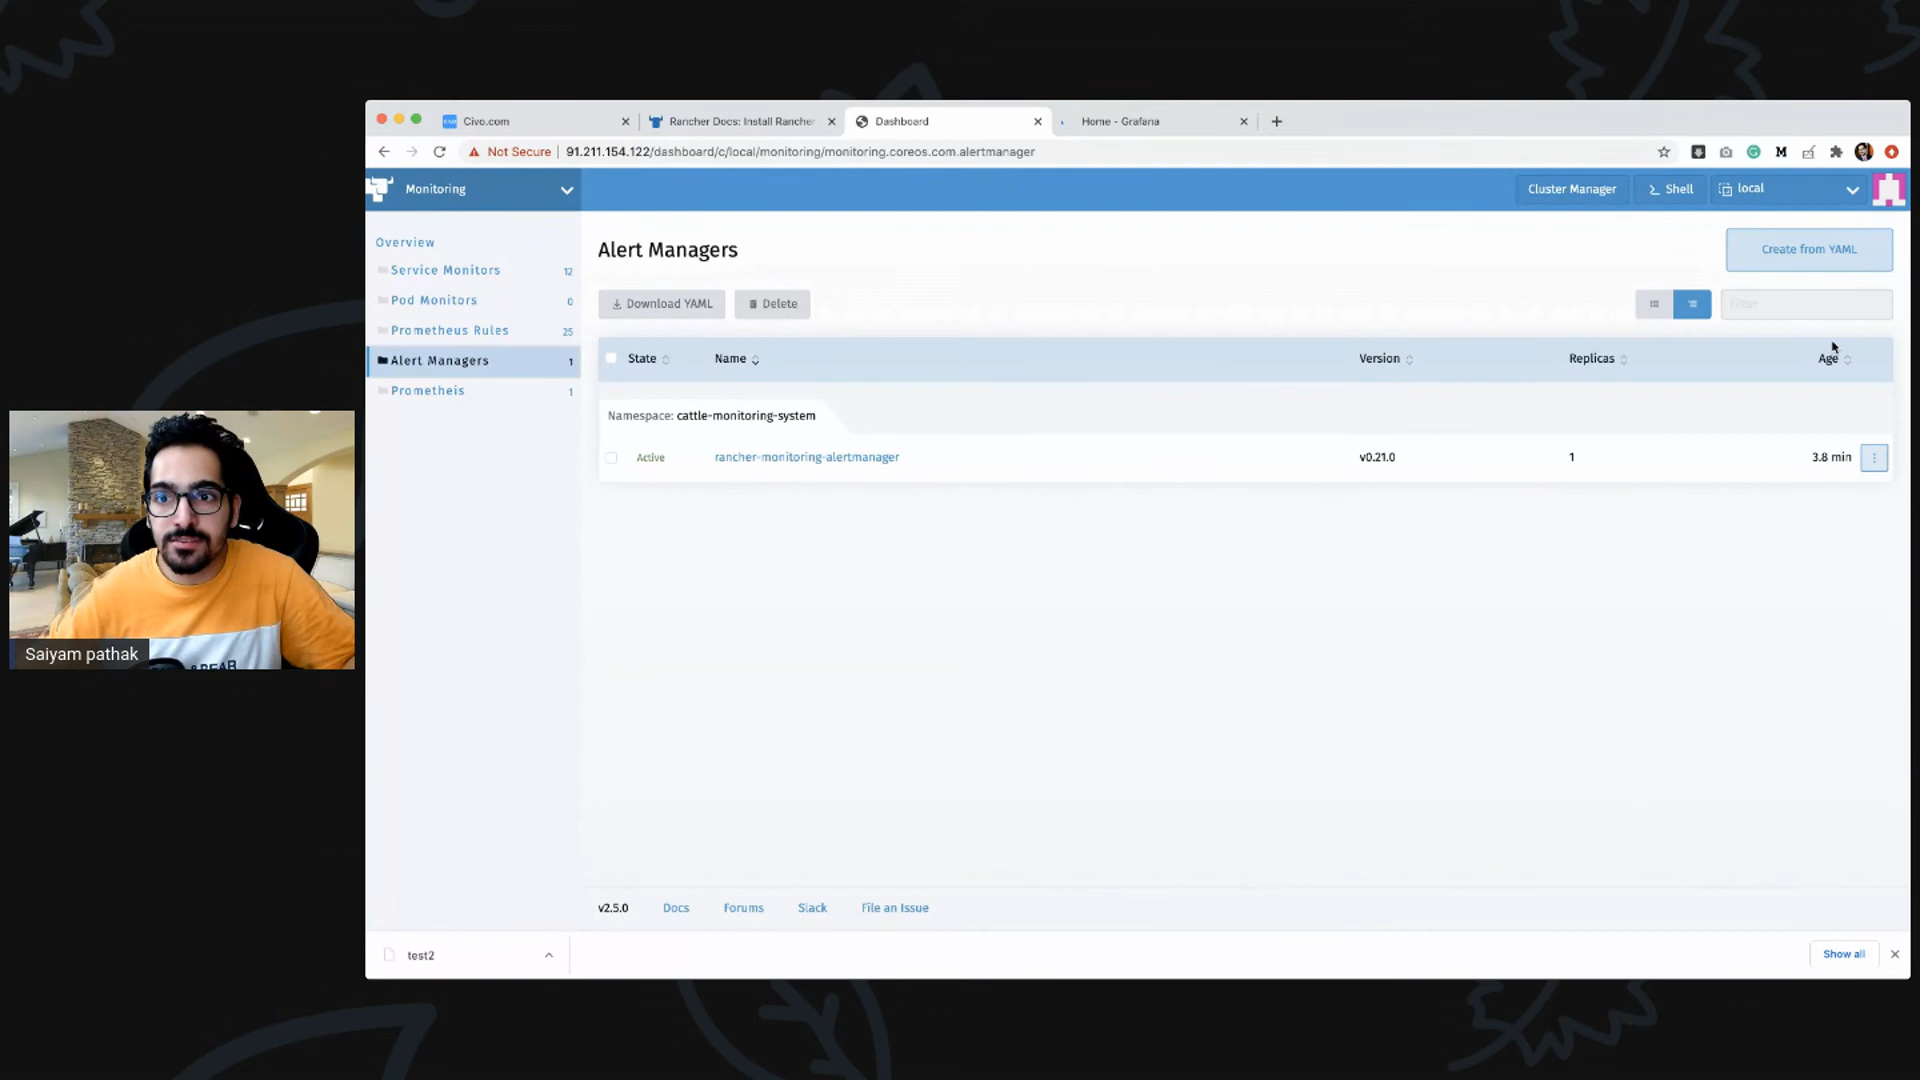 Civo.com
Rancher Docs: Install Rancher
Dashboard
Home - Grafana
Not Secure
91.211.154.122/dashboard/c/local/monitoring/monitoring.coreos.com.alertmanager
Monitoring
Cluster Manager
Shell
local
Overview
Service Monitors 12
Pod Monitors 0
Prometheus Rules 25
Alert Managers 1
Prometheis 1
Alert Managers
Create from YAML
Download YAML
Delete
Filter
State
Name
Version
Replicas
Age
Namespace: cattle-monitoring-system
Active
rancher-monitoring-alertmanager
v0.21.0
1
3.8 min
Saiyam pathak
v2.5.0
Docs
Forums
Slack
File an Issue
test2
Show all